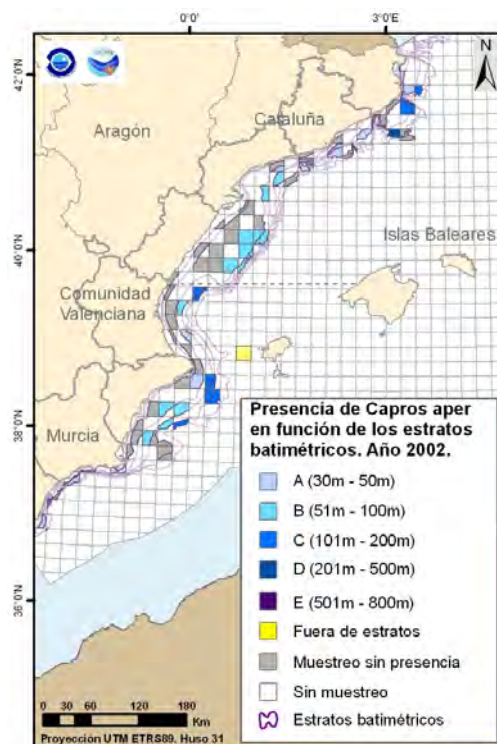 0°0'
3°0'E
N
42°0'N
Cataluña
Aragón
40°0'N
Islas Baleares
Comunidad
Valenciana
38°0'N
Murcia
36°0'N
Presencia de Capros aper
en función de los estratos
batimétricos. Año 2002.
A (30m - 50m)
B (51m - 100m)
C (101m - 200m)
D (201m - 500m)
E (501m - 800m)
Fuera de estratos
Muestreo sin presencia
Sin muestreo
Estratos batimétricos
0 30 60 120 180
Km
Proyección UTM ETRS89. Huso 31